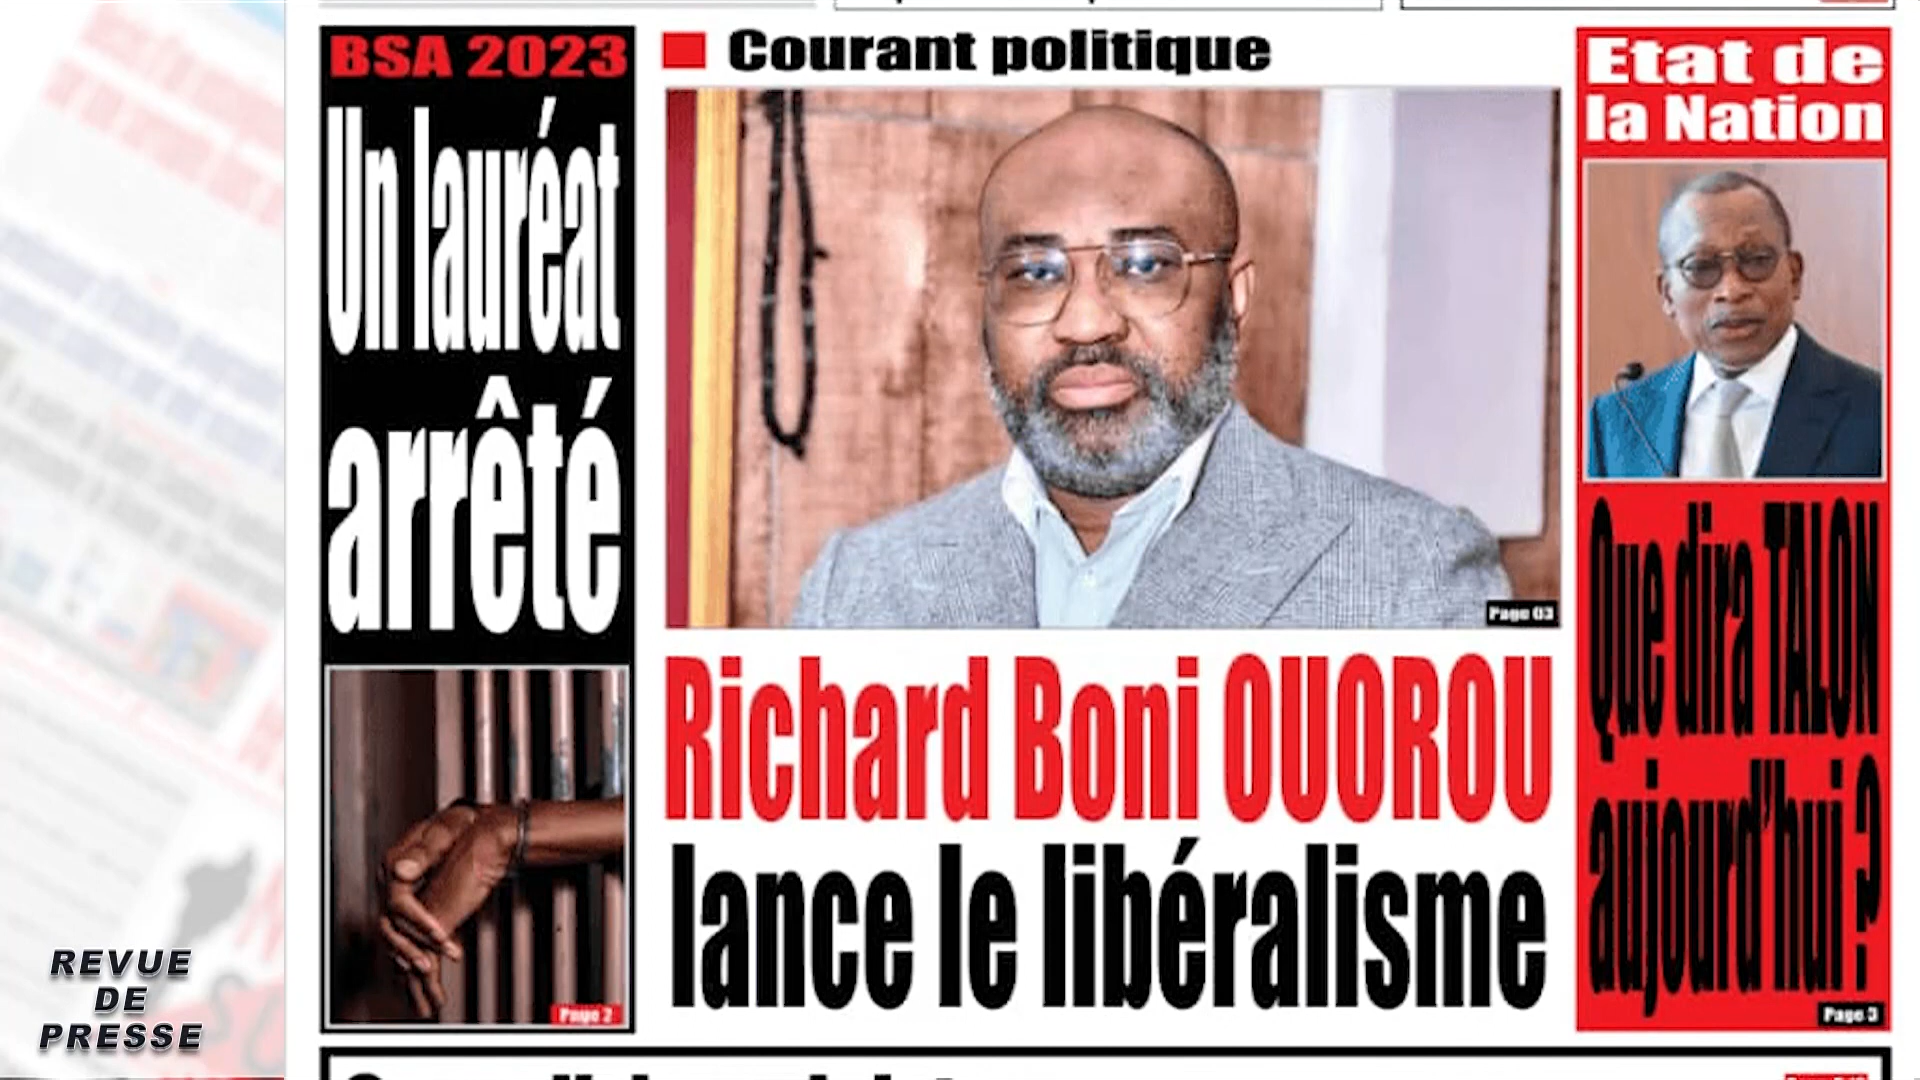 BSA 2023
Un lauréat
arrêté
Page 2
Courant politique
Page 03
Richard Boni OUOROU
lance le libéralisme
Etat de
la Nation
Que dira TALON
aujourd'hui ?
Page 3
REVUE
DE
PRESSE